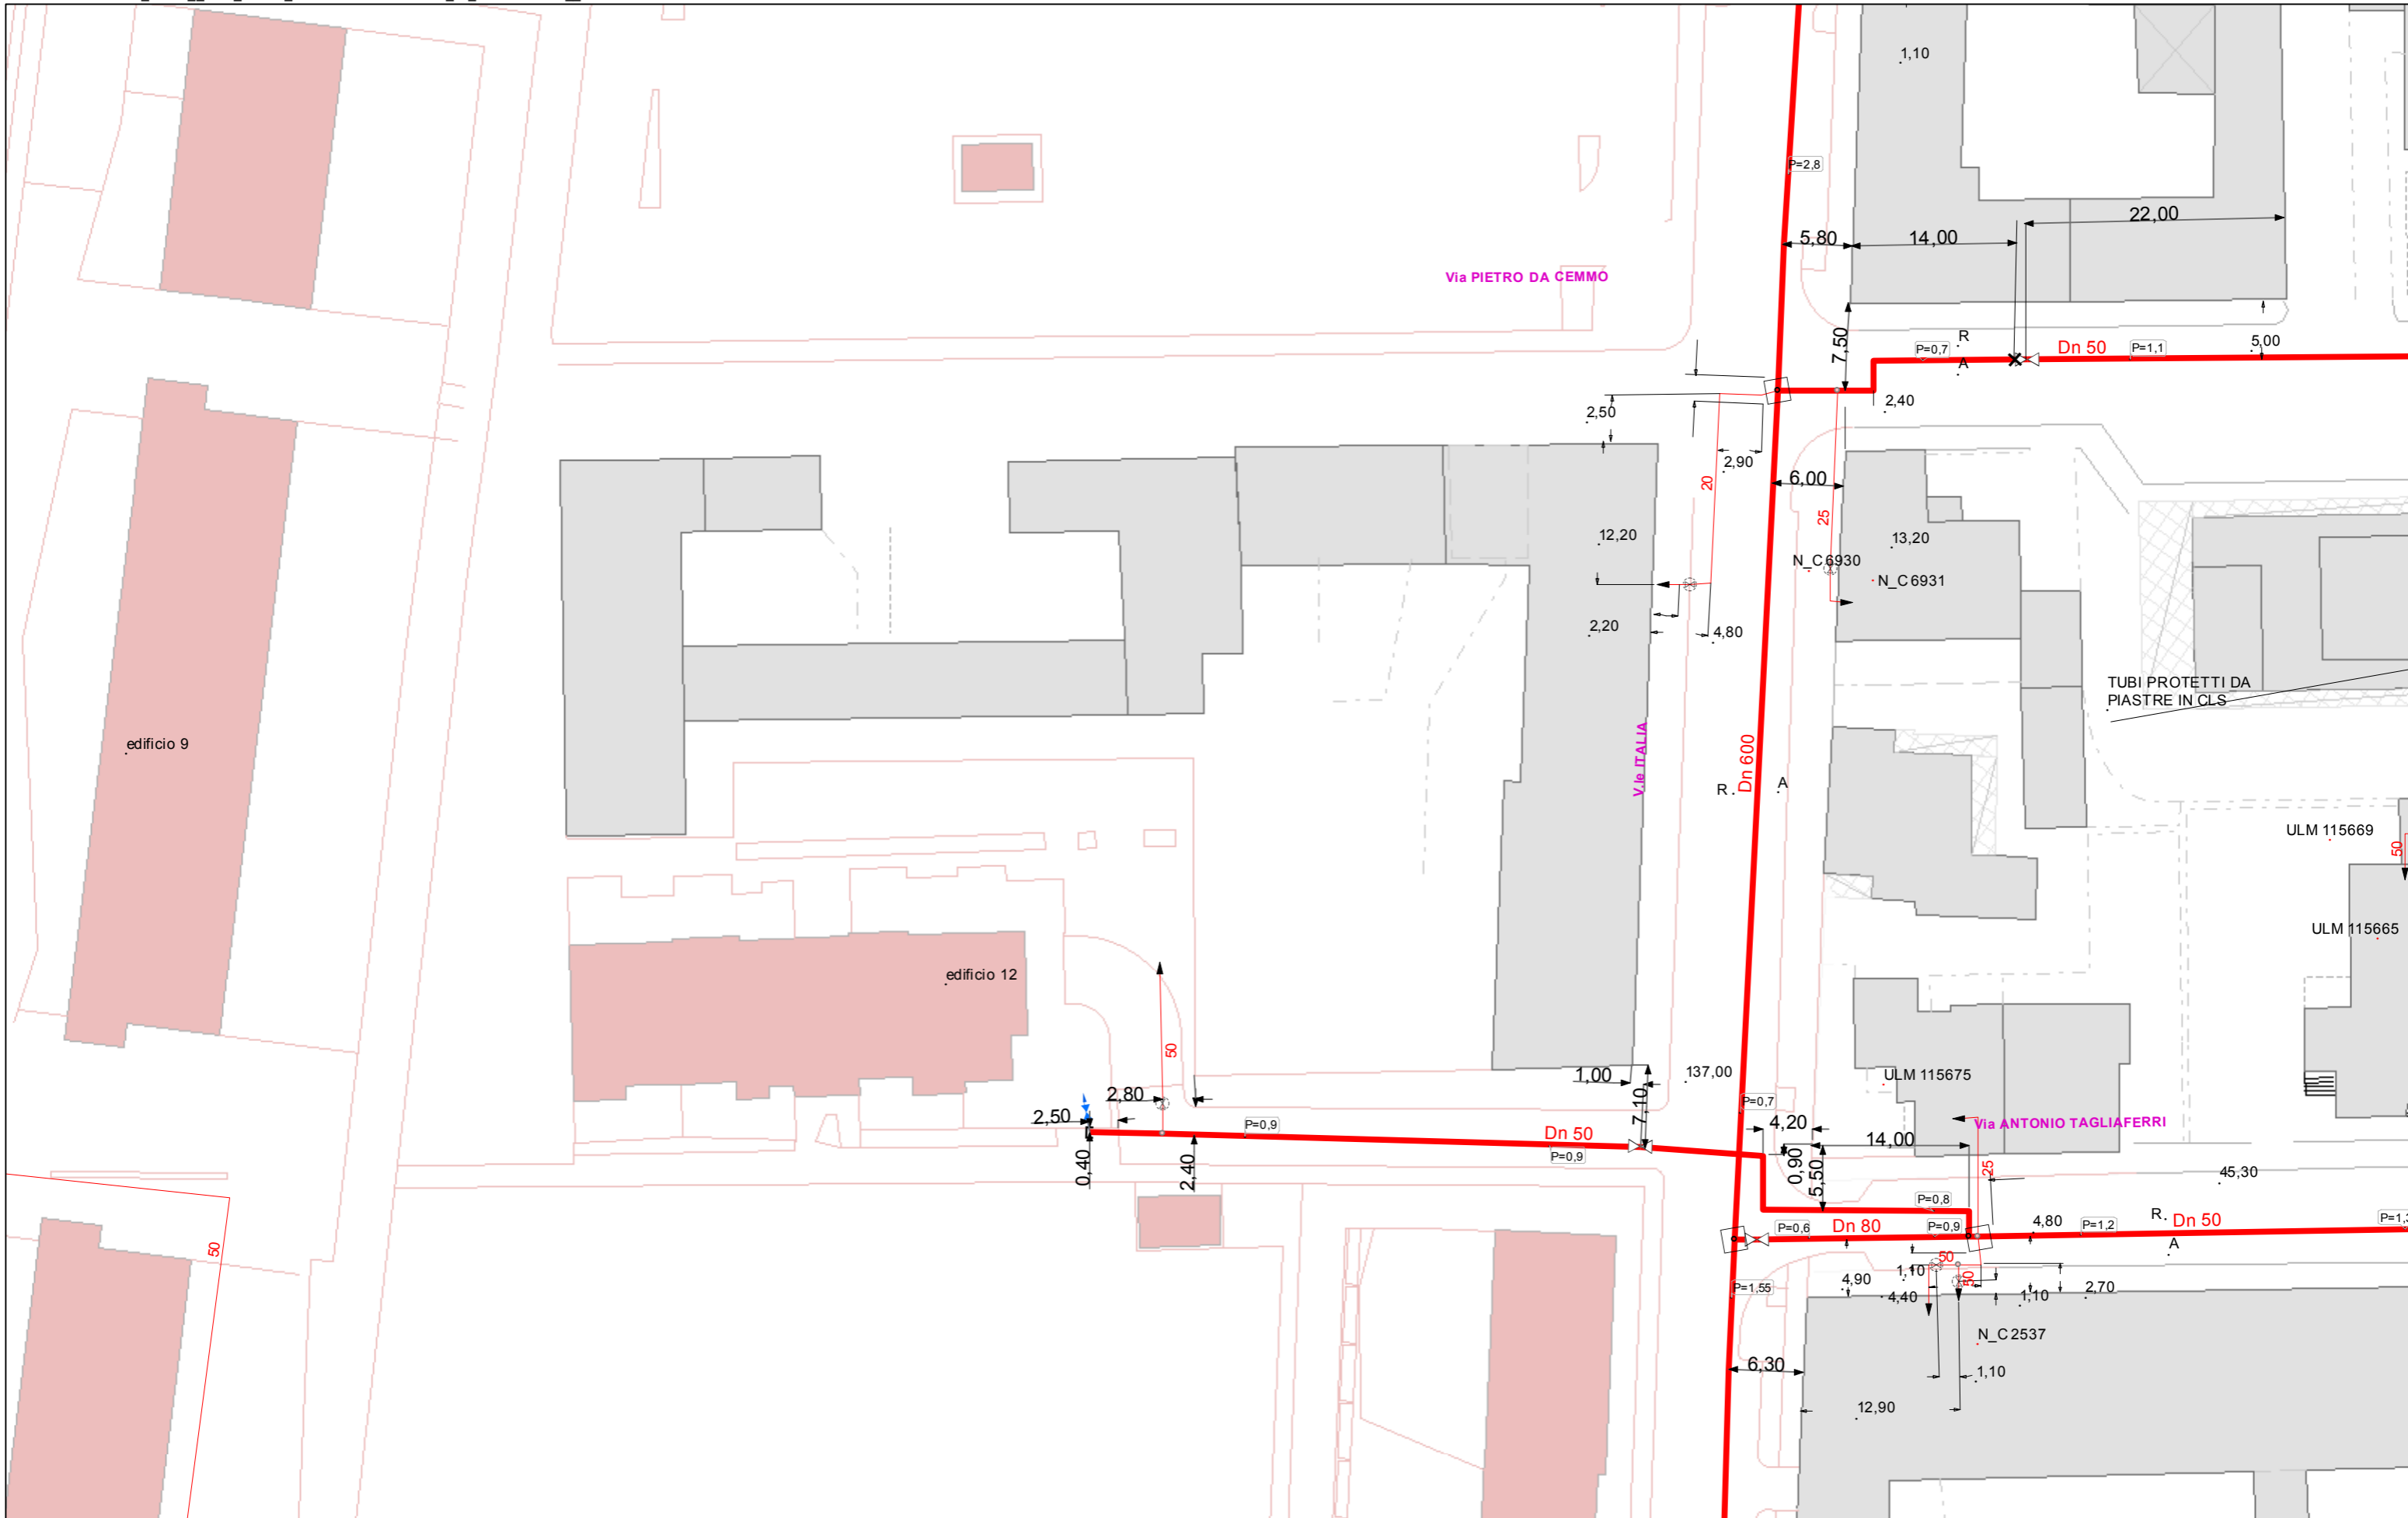 1,10
P=2,8
22,00
5,80
14,00
Via PIETRO DA CEMMO
7,50
R
P=0,7
Dn 50
P=1,1
5,00
A
2,40
2,50
2,90
20
6,00
25
12,20
13,20
N_C 6930
N_C 6931
2,20
4,80
TUBI PROTETTI DA
PIASTRE IN CLS
edificio 9
V.le ITALIA
Dn 600
R
A
ULM 115669
50
ULM 115665
edificio 12
50
1,00
137,00
ULM 115675
2,80
2,50
7,10
P=0,7
4,20
P=0,9
Dn 50
P=0,9
14,00
Via ANTONIO TAGLIAFERRI
0,40
2,40
0,90
5,50
25
45,30
P=0,8
P=0,6
Dn 80
P=0,9
4,80
P=1,2
R
Dn 50
A
50
50
1,10
50
4,90
4,40
1,10
2,70
P=1,55
N_C 2537
6,30
1,10
12,90